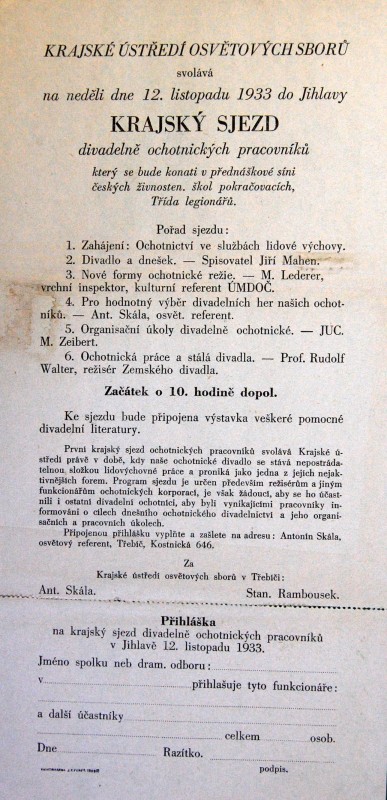 KRAJSKÉ ÚSTŘEDÍ OSVĚTOVÝCH SBORŮ
svolává
na neděli dne 12. listopadu 1933 do Jihlavy
KRAJSKÝ SJEZD
divadelně ochotnických pracovníků
který se bude konati v přednáškové síni
českých živnosten. škol pokračovacích,
Třída legionářů.
Pořad sjezdu:
1. Zahájení: Ochotnictví ve službách lidové výchovy.
2. Divadlo a dnešek. — Spisovatel Jiří Mahen.
3. Nové formy ochotnické režie. — M. Lederer,
vrchní inspektor, kulturní referent ÚMDOČ.
4. Pro hodnotný výběr divadelních her našich ochot-
níků. — Ant. Skála, osvět. referent.
5. Organisační úkoly divadelně ochotnické. — JUC.
M. Zeibert.
6. Ochotnická práce a stálá divadla. — Prof. Rudolf
Walter, režisér Zemského divadla.
Začátek o 10. hodině dopol.
Ke sjezdu bude připojena výstavka veškeré pomocné
divadelní literatury.
První krajský sjezd ochotnických pracovníků svolává Krajské ú-
středí právě v době, kdy naše ochotnické divadlo se stává nepostráda-
telnou složkou lidovýchovné práce a proniká jako jedna z jejích nejak-
tivnějších forem. Program sjezdu je určen především režisérům a jiným
funkcionářům ochotnických korporací, je však žádoucí, aby se ho účast-
nili i ostatní divadelní ochotníci, aby byli vynikajícími pracovníky in-
formováni o cílech dnešního ochotnického divadelnictví a jeho organi-
sačních a pracovních úkolech.
Připojenou přihlášku vyplňte a zašlete na adresu: Antonín Skála,
osvětový referent, Třebíč, Kostnická 646.
Za
Krajské ústředí osvětových sborů v Třebíči:
Ant. Skála.	Stan. Rambousek.
Přihláška
na krajský sjezd divadelně ochotnických pracovníků
v Jihlavě 12. listopadu 1933.
Jméno spolku neb dram. odboru:
v přihlašuje tyto funkcionáře:
a další účastníky
celkem osob.
Dne Razítko.
podpis.